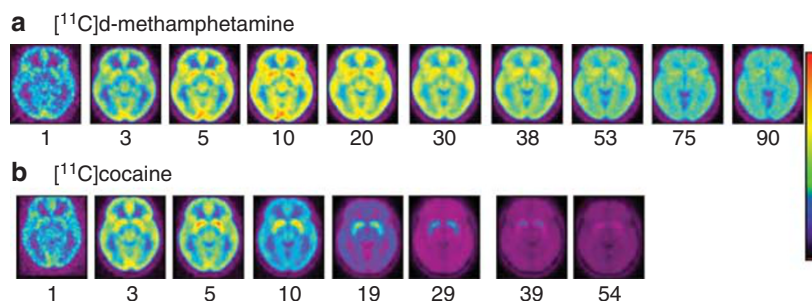 a [¹¹C]d-methamphetamine
1 3 5 10 20 30 38 53 75 90
b [¹¹C]cocaine
1 3 5 10 19 29 39 54